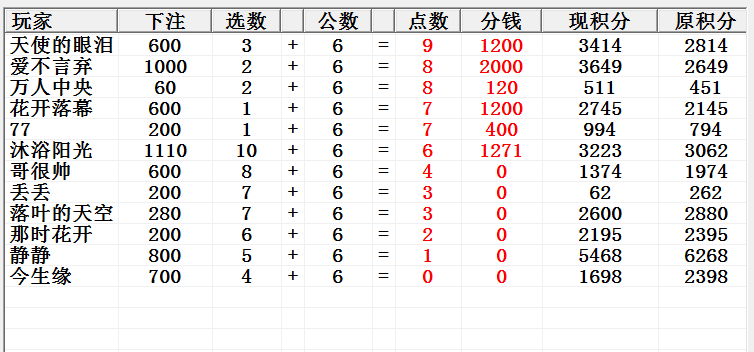 玩家 下注 选数 公数 点数 分钱 现积分 原积分
天使的眼泪 600 3 + 6 = 9 1200 3414 2814
爱不言弃 1000 2 + 6 = 8 2000 3649 2649
万人中央 60 2 + 6 = 8 120 511 451
花开落幕 600 1 + 6 = 7 1200 2745 2145
77 200 1 + 6 = 7 400 994 794
沐浴阳光 1110 10 + 6 = 6 1271 3223 3062
哥很帅 600 8 + 6 = 4 0 1374 1974
丢丢 200 7 + 6 = 3 0 62 262
落叶的天空 280 7 + 6 = 3 0 2600 2880
那时花开 200 6 + 6 = 2 0 2195 2395
静静 800 5 + 6 = 1 0 5468 6268
今生缘 700 4 + 6 = 0 0 1698 2398